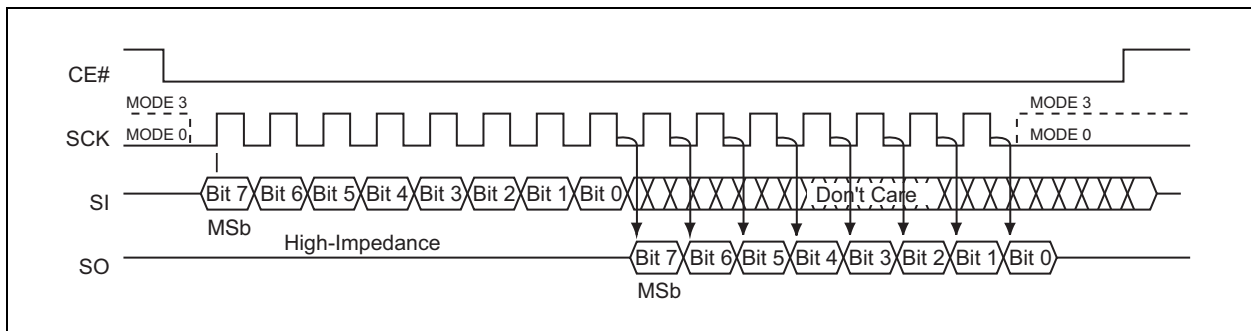 CE#
MODE 3 MODE 3
SCK MODE 0 MODE 0
SI Bit 7 Bit 6 Bit 5 Bit 4 Bit 3 Bit 2 Bit 1 Bit 0 Don't Care
MSb
High-Impedance
SO Bit 7 Bit 6 Bit 5 Bit 4 Bit 3 Bit 2 Bit 1 Bit 0
MSb